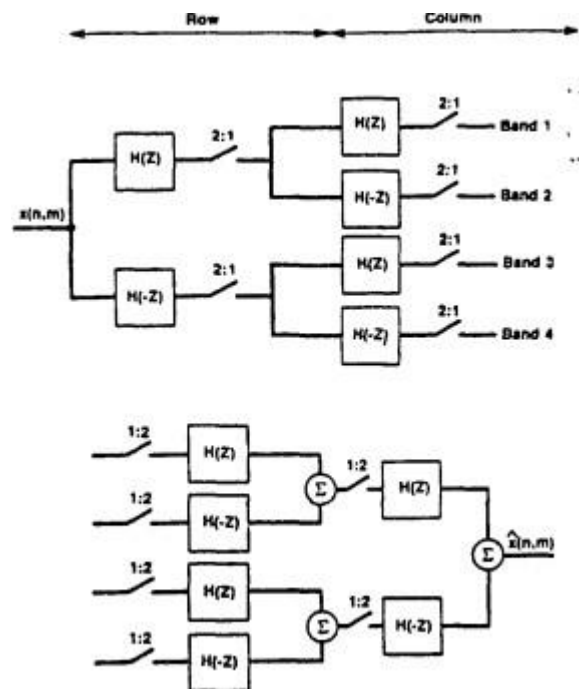 Row Column
2:1
H(Z) Band 1
2:1
H(Z)
2:1
H(-Z) Band 2
x(n,m)
2:1
H(Z) Band 3
2:1
H(-Z)
2:1
H(-Z) Band 4
1:2
H(Z)
1:2
H(Z)
Σ
1:2
H(-Z)
x̂(n,m)
Σ
1:2
H(Z)
1:2
H(-Z)
Σ
1:2
H(-Z)